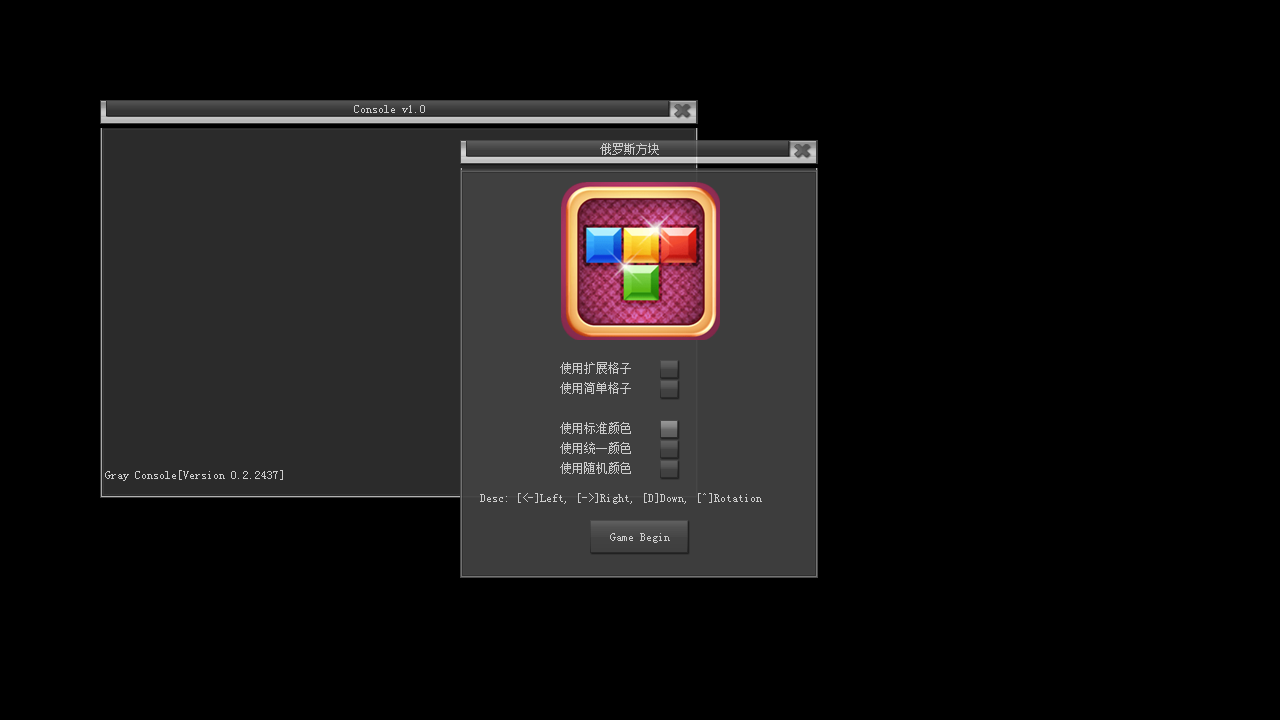 Console v1.0
俄罗斯方块
使用扩展格子
使用简单格子
使用标准颜色
使用统一颜色
使用随机颜色
Gray Console[Version 0.2.2437]
Desc: [<-]Left, [->]Right, [D]Down, [^]Rotation
Game Begin